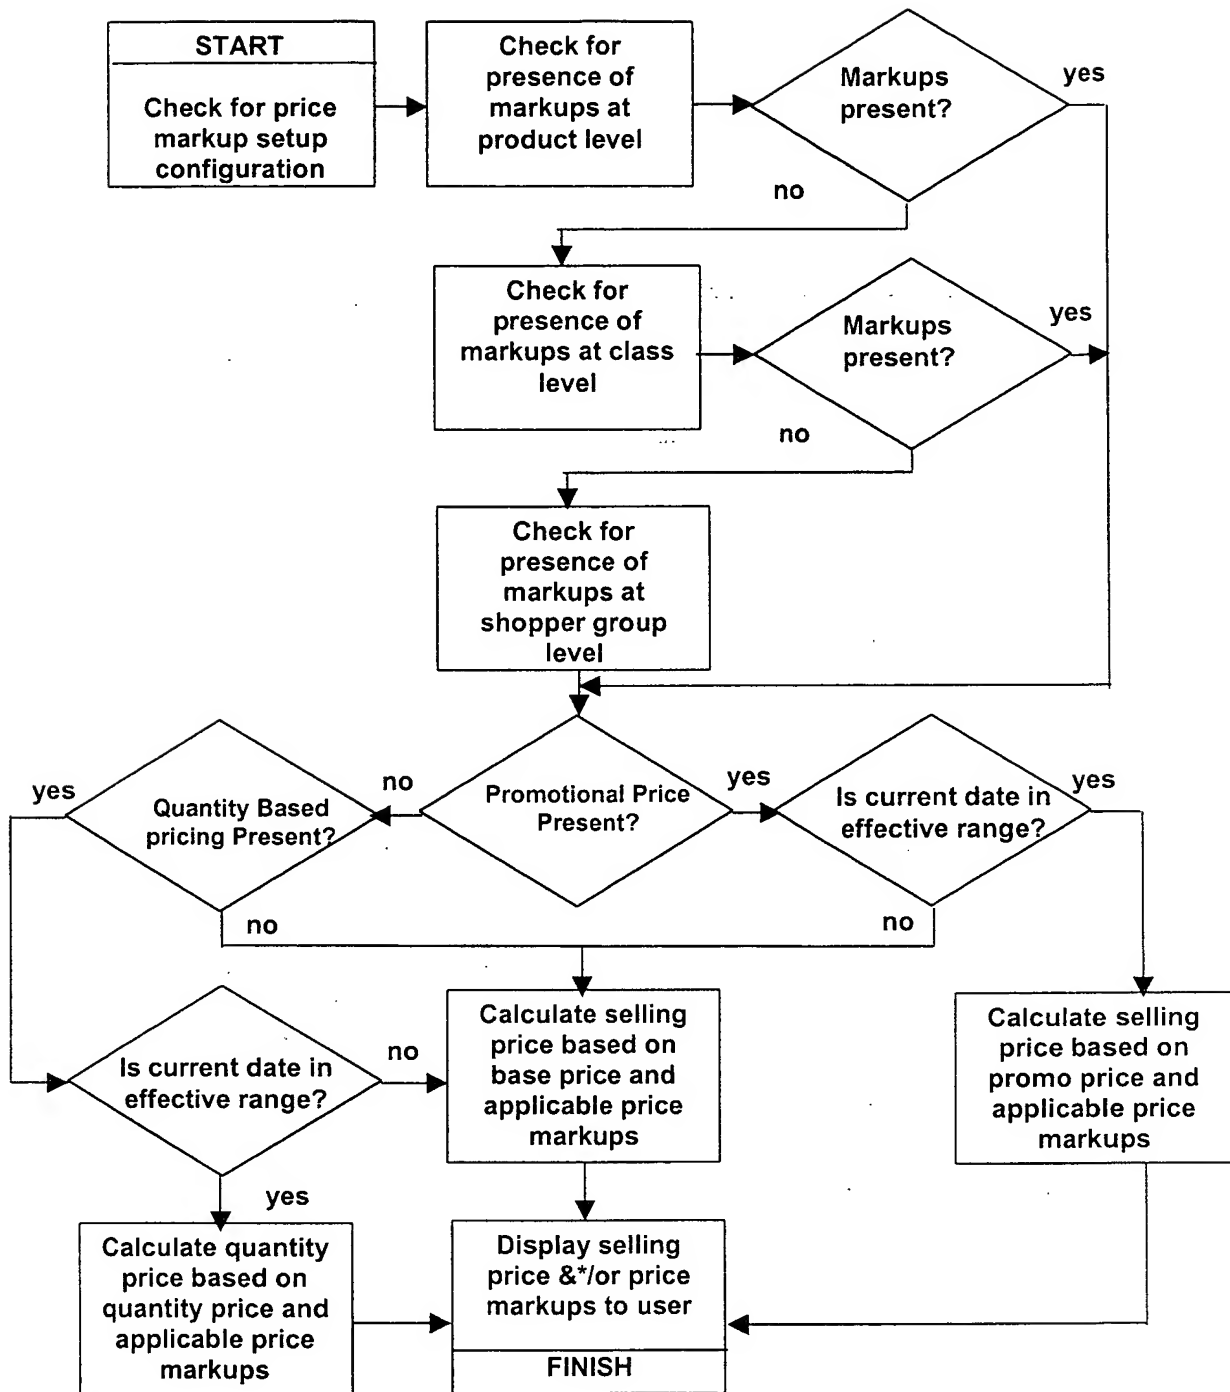 START
Check for price
markup setup
configuration
Check for
presence of
markups at
product level
Markups
present?
yes
no
Check for
presence of
markups at class
level
Markups
present?
yes
no
Check for
presence of
markups at
shopper group
level
yes
Quantity Based
pricing Present?
no
Promotional Price
Present?
yes
Is current date in
effective range?
yes
no
no
Is current date in
effective range?
no
Calculate selling
price based on
base price and
applicable price
markups
Calculate selling
price based on
promo price and
applicable price
markups
yes
Calculate quantity
price based on
quantity price and
applicable price
markups
Display selling
price &*/or price
markups to user
FINISH